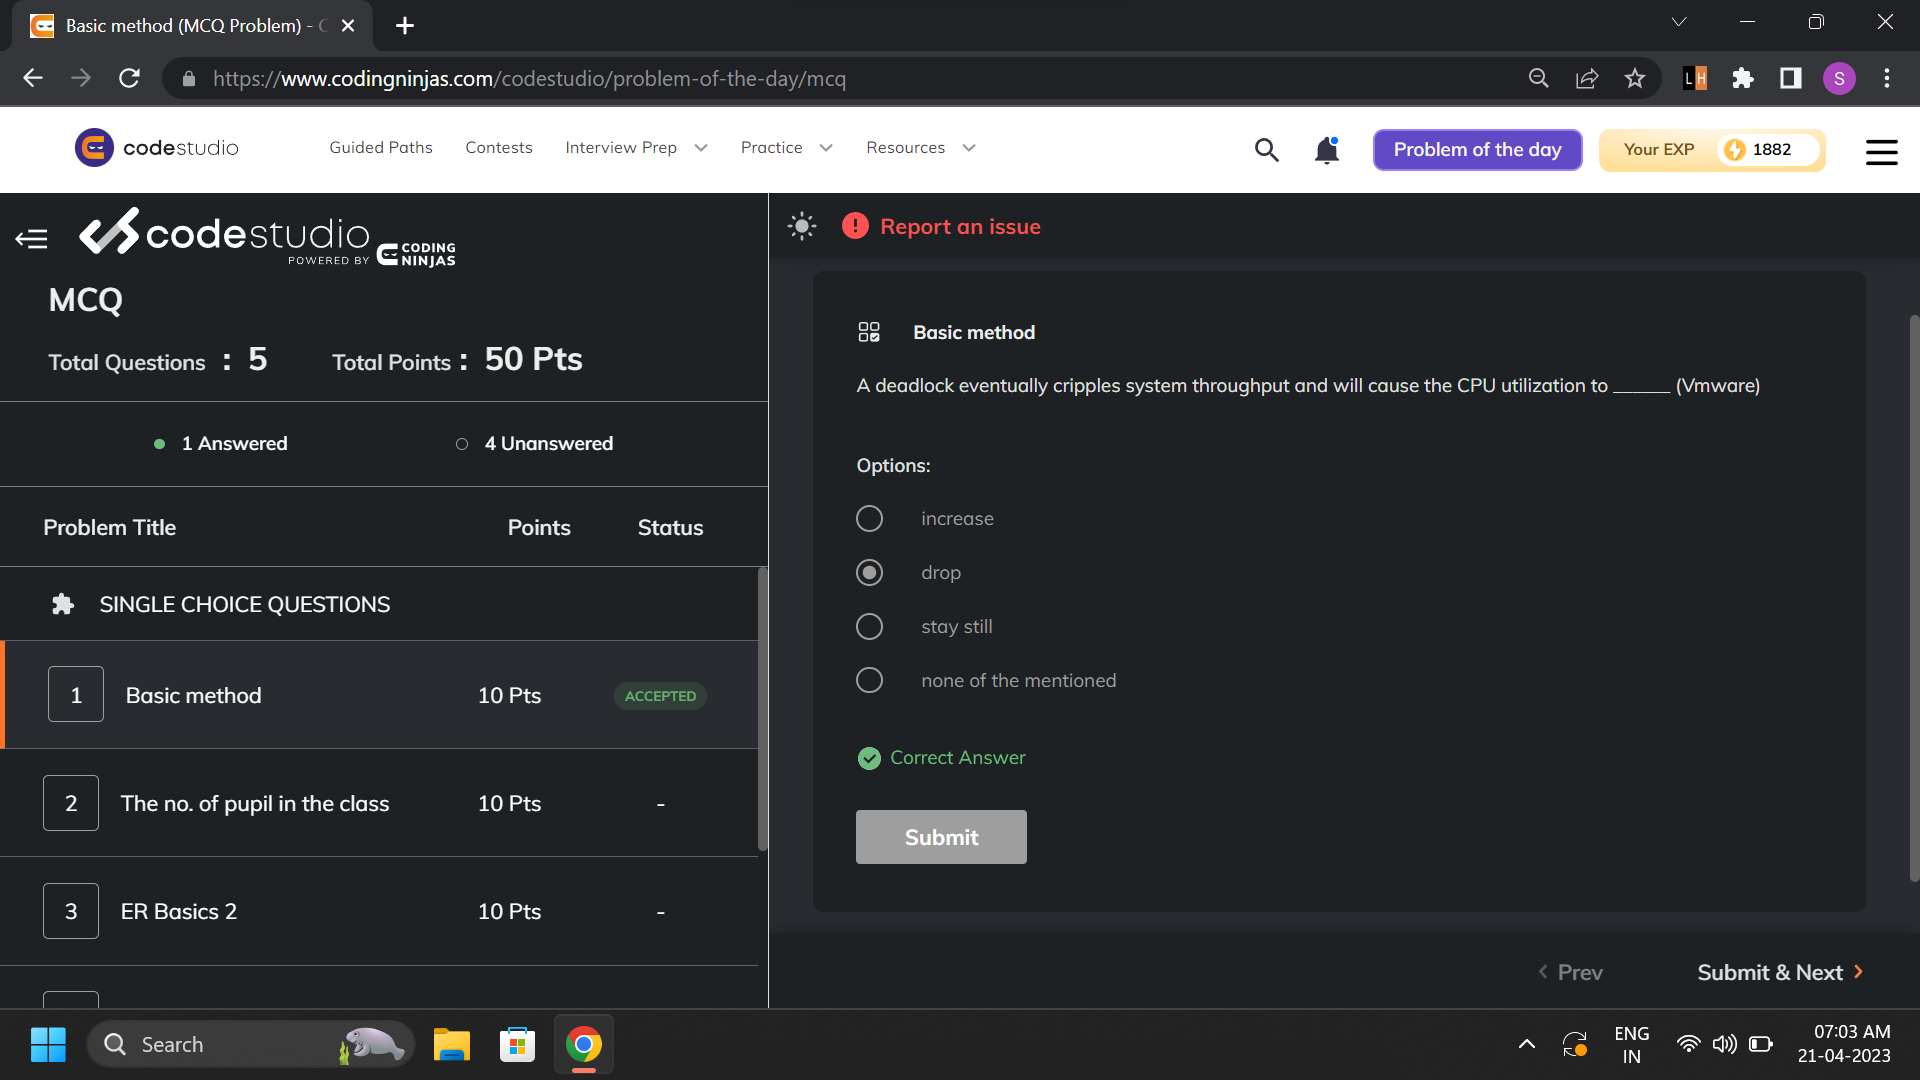 Basic method (MCQ Problem) - C
https://www.codingninjas.com/codestudio/problem-of-the-day/mcq
LH
S
codestudio
Guided Paths
Contests
Interview Prep
Practice
Resources
Problem of the day
Your EXP
1882
codestudio
POWERED BY CODING NINJAS
MCQ
Total Questions : 5
Total Points : 50 Pts
1 Answered
4 Unanswered
Problem Title
Points
Status
SINGLE CHOICE QUESTIONS
1 Basic method 10 Pts ACCEPTED
2 The no. of pupil in the class 10 Pts -
3 ER Basics 2 10 Pts -
Report an issue
Basic method
A deadlock eventually cripples system throughput and will cause the CPU utilization to ______ (Vmware)
Options:
increase
drop
stay still
none of the mentioned
Correct Answer
Submit
Prev
Submit & Next
Search
ENG
IN
07:03 AM
21-04-2023